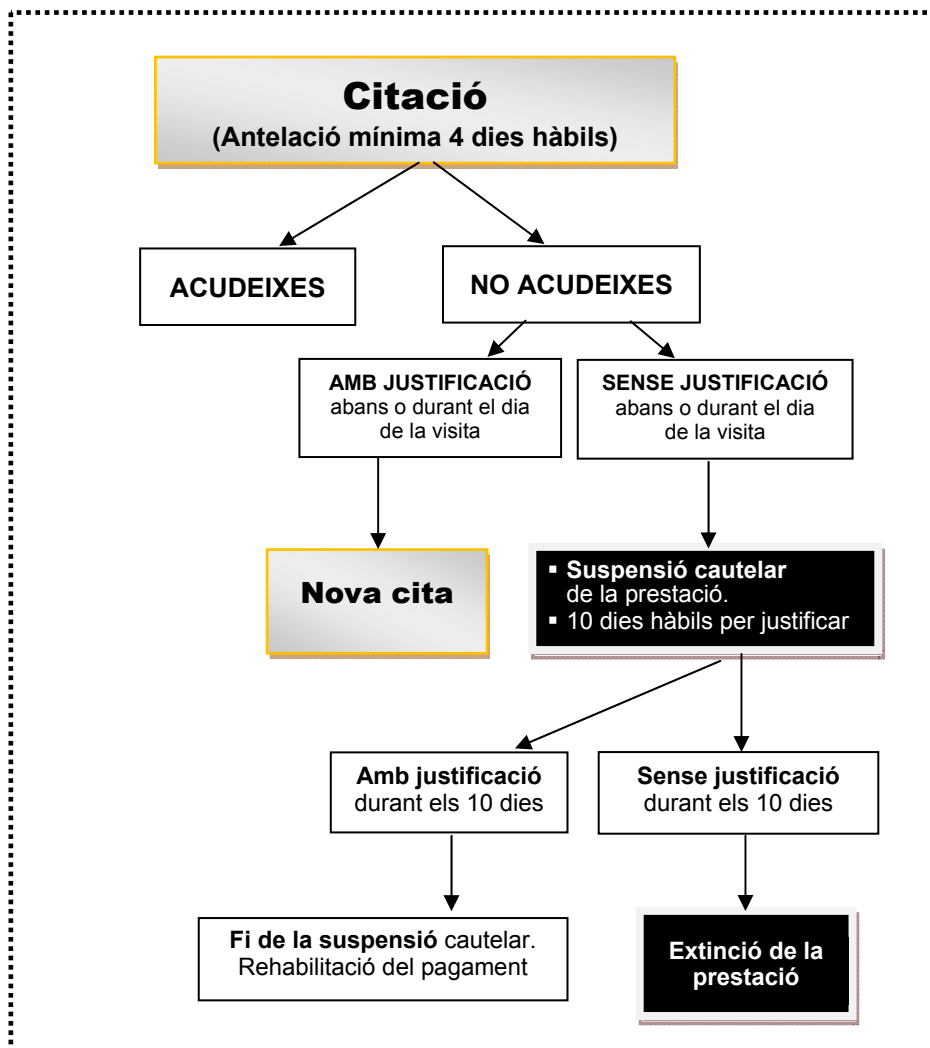 Citació
(Antelació mínima 4 dies hàbils)
ACUDEIXES
NO ACUDEIXES
AMB JUSTIFICACIÓ
abans o durant el dia
de la visita
SENSE JUSTIFICACIÓ
abans o durant el dia
de la visita
Nova cita
▪ Suspensió cautelar
de la prestació.
▪ 10 dies hàbils per justificar
Amb justificació
durant els 10 dies
Sense justificació
durant els 10 dies
Fi de la suspensió cautelar.
Rehabilitació del pagament
Extinció de la
prestació